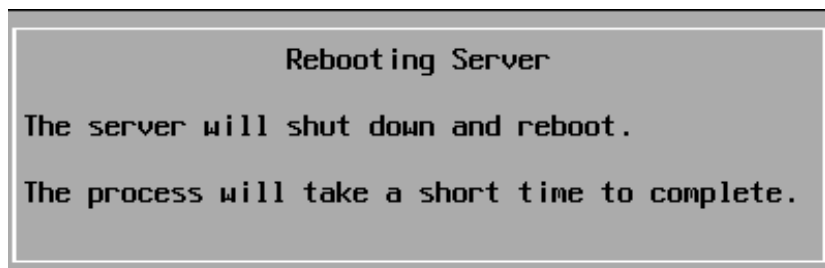 Rebooting Server
The server will shut down and reboot.
The process will take a short time to complete.